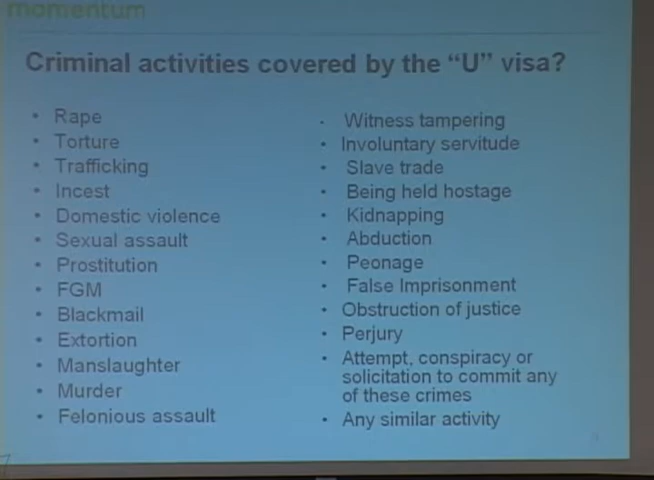 momentum
Criminal activities covered by the “U” visa?
• Rape
• Torture
• Trafficking
• Incest
• Domestic violence
• Sexual assault
• Prostitution
• FGM
• Blackmail
• Extortion
• Manslaughter
• Murder
• Felonious assault
• Witness tampering
• Involuntary servitude
• Slave trade
• Being held hostage
• Kidnapping
• Abduction
• Peonage
• False Imprisonment
• Obstruction of justice
• Perjury
• Attempt, conspiracy or
solicitation to commit any
of these crimes
• Any similar activity